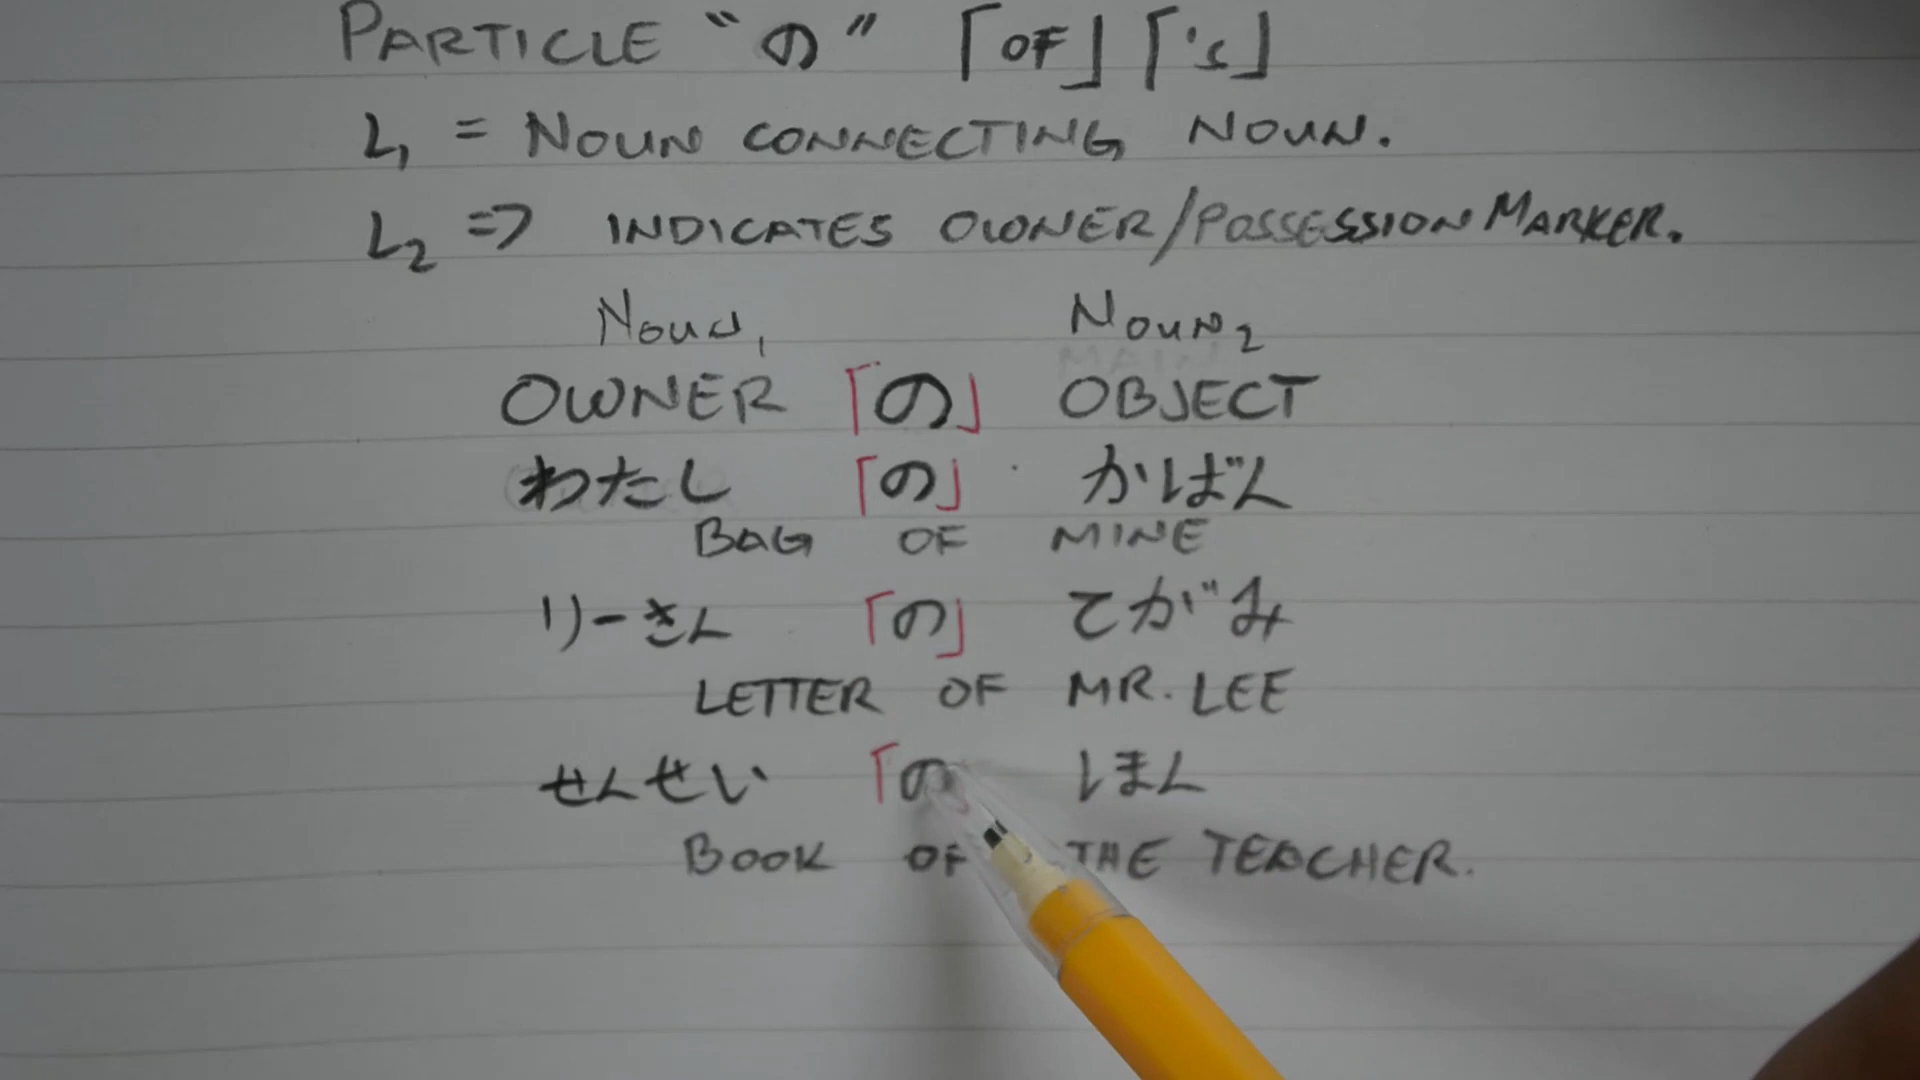 PARTICLE "の" 「OF」「's」
L1 = NOUN CONNECTING NOUN.
L2 => INDICATES OWNER/POSSESSION MARKER.
NOUN1 NOUN2
OWNER 「の」 OBJECT
わたし 「の」 かばん
BAG OF MINE
りーさん 「の」 てがみ
LETTER OF MR. LEE
せんせい 「の」 ほん
BOOK OF THE TEACHER.